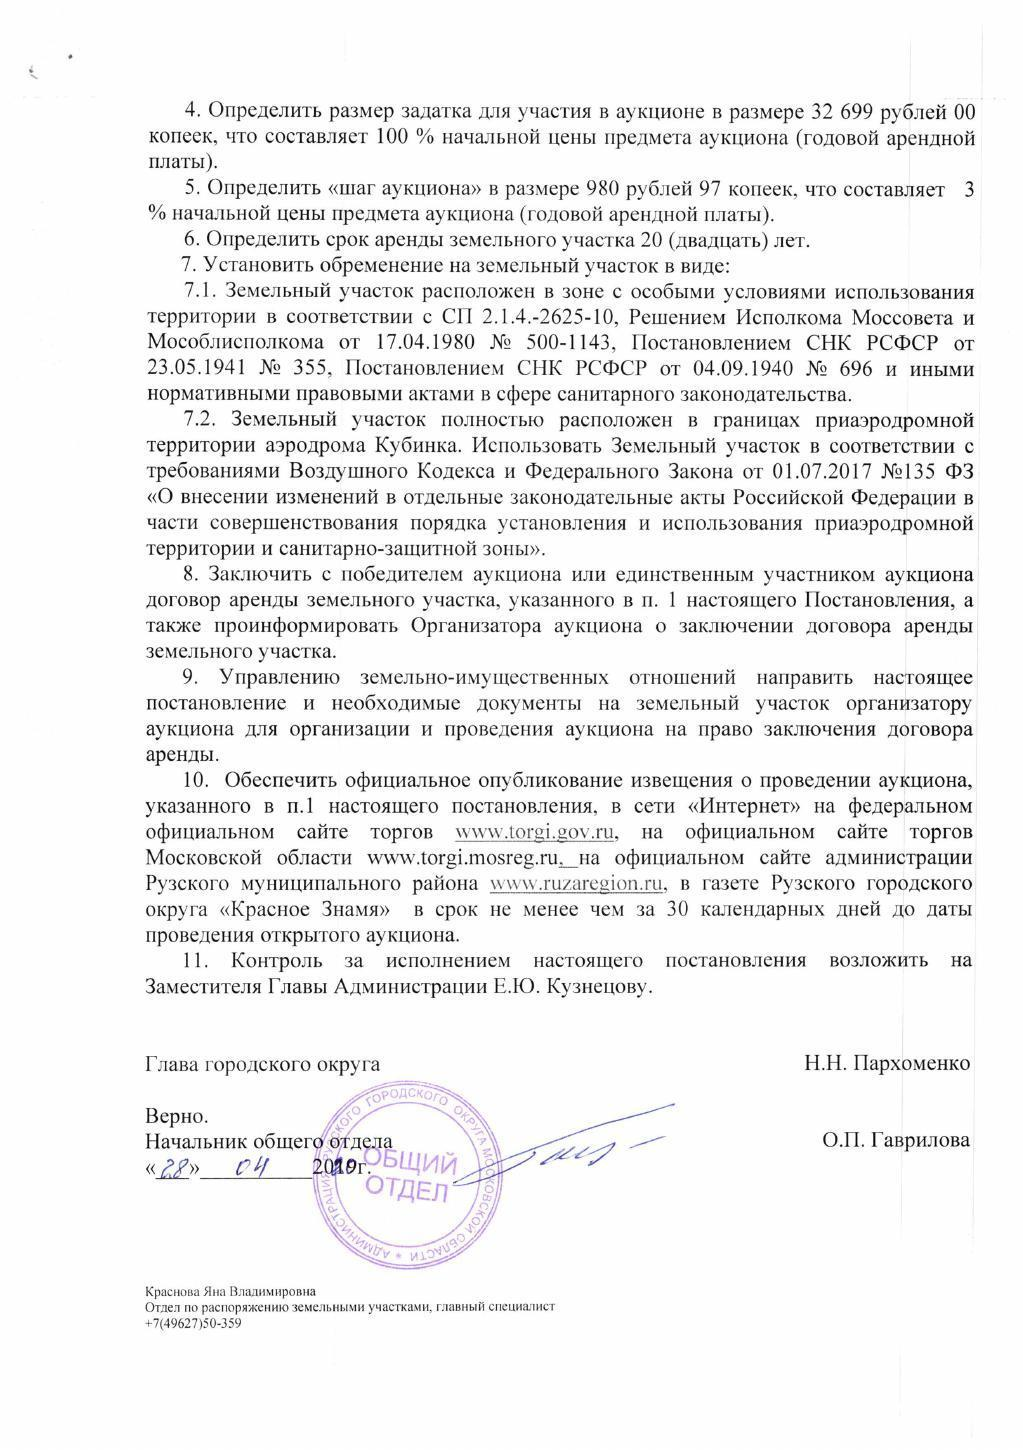 4. Определить размер задатка для участия в аукционе в размере 32 699 рублей 00
копеек, что составляет 100 % начальной цены предмета аукциона (годовой арендной
платы).
5. Определить «шаг аукциона» в размере 980 рублей 97 копеек, что составляет 3
% начальной цены предмета аукциона (годовой арендной платы).
6. Определить срок аренды земельного участка 20 (двадцать) лет.
7. Установить обременение на земельный участок в виде:
7.1. Земельный участок расположен в зоне с особыми условиями использования
территории в соответствии с СП 2.1.4.-2625-10, Решением Исполкома Моссовета и
Мособлисполкома от 17.04.1980 № 500-1143, Постановлением СНК РСФСР от
23.05.1941 № 355, Постановлением СНК РСФСР от 04.09.1940 № 696 и иными
нормативными правовыми актами в сфере санитарного законодательства.
7.2. Земельный участок полностью расположен в границах приаэродромной
территории аэродрома Кубинка. Использовать Земельный участок в соответствии с
требованиями Воздушного Кодекса и Федерального Закона от 01.07.2017 №135 ФЗ
«О внесении изменений в отдельные законодательные акты Российской Федерации в
части совершенствования порядка установления и использования приаэродромной
территории и санитарно-защитной зоны».
8. Заключить с победителем аукциона или единственным участником аукциона
договор аренды земельного участка, указанного в п. 1 настоящего Постановления, а
также проинформировать Организатора аукциона о заключении договора аренды
земельного участка.
9. Управлению земельно-имущественных отношений направить настоящее
постановление и необходимые документы на земельный участок организатору
аукциона для организации и проведения аукциона на право заключения договора
аренды.
10. Обеспечить официальное опубликование извещения о проведении аукциона,
указанного в п.1 настоящего постановления, в сети «Интернет» на федеральном
официальном сайте торгов www.torgi.gov.ru, на официальном сайте торгов
Московской области www.torgi.mosreg.ru, на официальном сайте администрации
Рузского муниципального района www.ruzaregion.ru, в газете Рузского городского
округа «Красное Знамя» в срок не менее чем за 30 календарных дней до даты
проведения открытого аукциона.
11. Контроль за исполнением настоящего постановления возложить на
Заместителя Главы Администрации Е.Ю. Кузнецову.
Глава городского округа Н.Н. Пархоменко
Верно.
Начальник общего отдела О.П. Гаврилова
«28» 04 г.
АДМИНИСТРАЦИЯ РУЗСКОГО ГОРОДСКОГО ОКРУГА МОСКОВСКОЙ ОБЛАСТИ *
ОБЩИЙ
ОТДЕЛ
Краснова Яна Владимировна
Отдел по распоряжению земельными участками, главный специалист
+7(49627)50-359